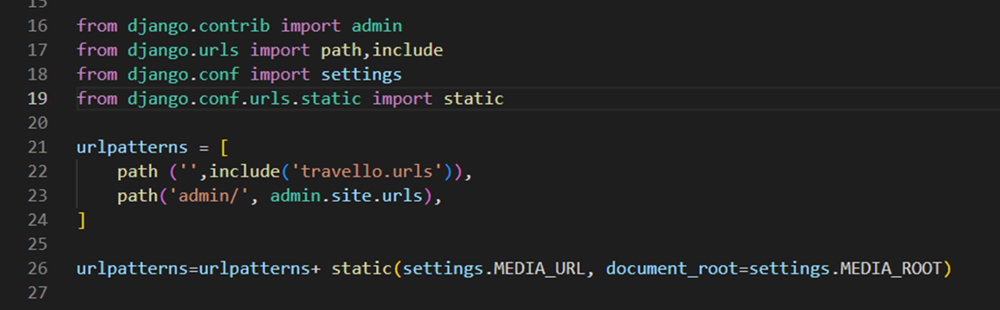 15
16 from django.contrib import admin
17 from django.urls import path,include
18 from django.conf import settings
19 from django.conf.urls.static import static
20
21 urlpatterns = [
22     path ('',include('travello.urls')),
23     path('admin/', admin.site.urls),
24 ]
25
26 urlpatterns=urlpatterns+ static(settings.MEDIA_URL, document_root=settings.MEDIA_ROOT)
27